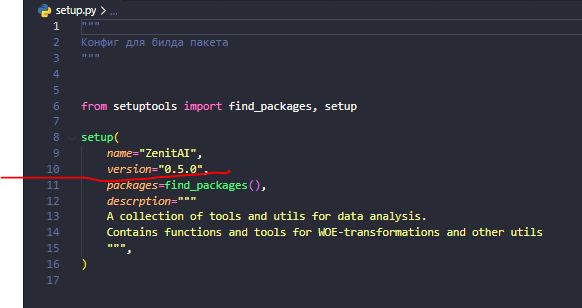 setup.py > ...
1 """
2 Конфиг для билда пакета
3 """
4
5
6 from setuptools import find_packages, setup
7
8 setup(
9 name="ZenitAI",
10 version="0.5.0",
11 packages=find_packages(),
12 descrption="""
13 A collection of tools and utils for data analysis.
14 Contains functions and tools for WOE-transformations and other utils
15 """,
16 )
17